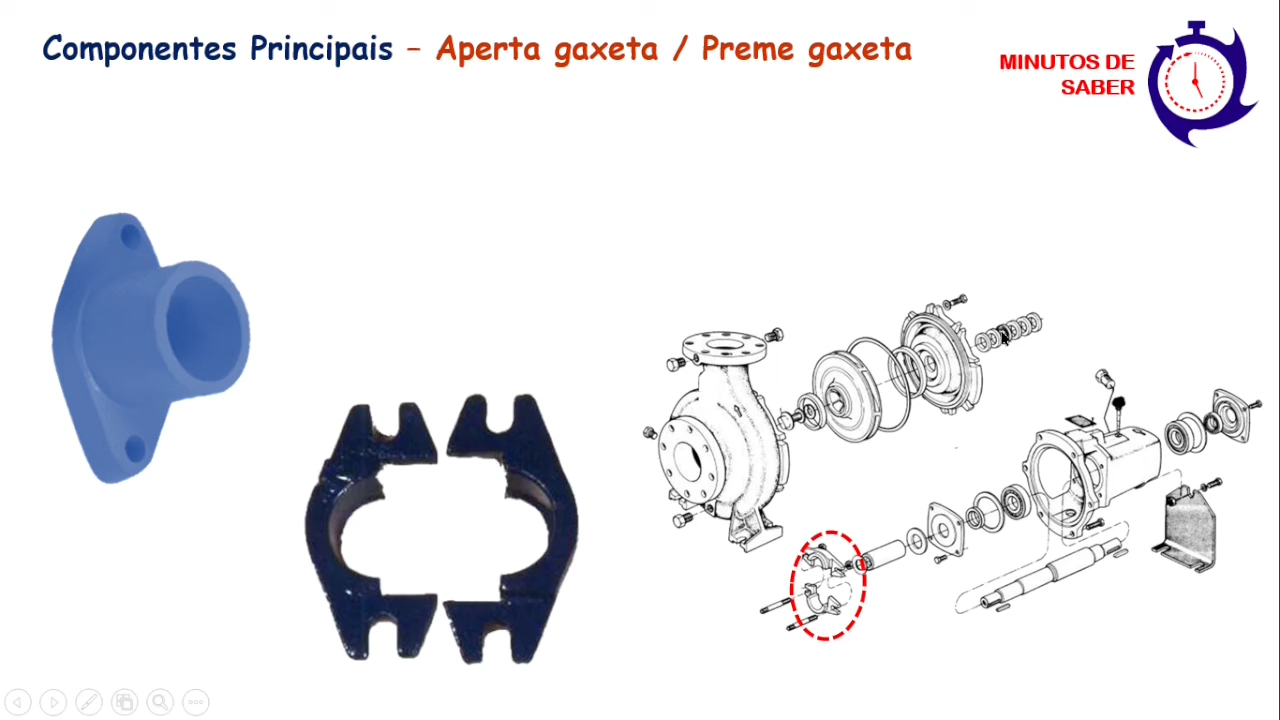 Componentes Principais – Aperta gaxeta / Preme gaxeta
MINUTOS DE
SABER